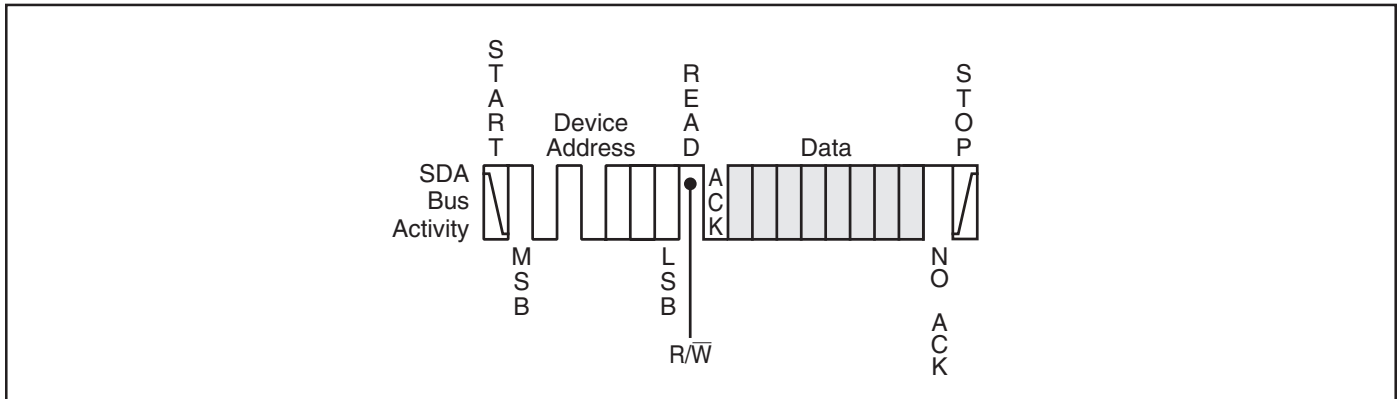 START
READ
STOP
Device
Address
Data
SDA
Bus
Activity
ACK
MSB
LSB
NO ACK
R/W̅